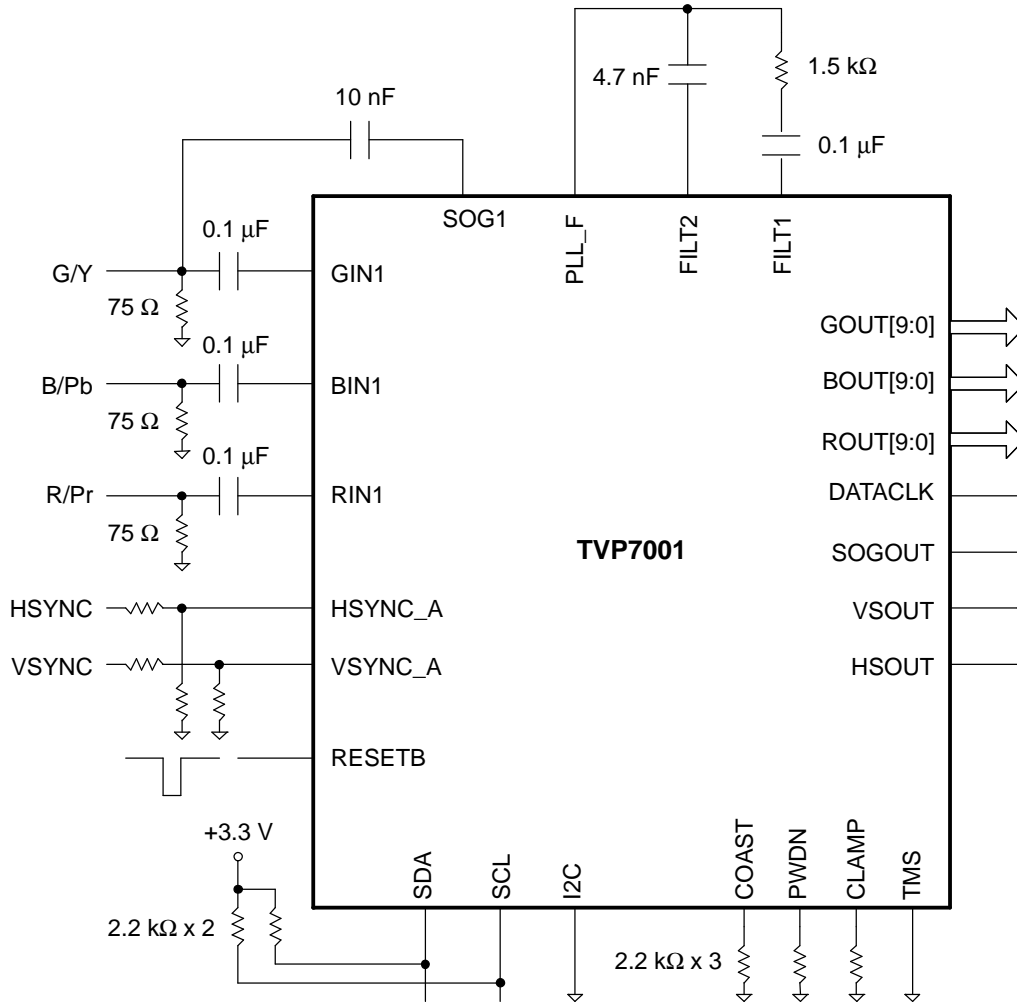 1.5 kΩ
4.7 nF
10 nF
0.1 μF
SOG1
PLL_F
FILT2
FILT1
0.1 μF
G/Y
GIN1
75 Ω
GOUT[9:0]
0.1 μF
B/Pb
BIN1
BOUT[9:0]
75 Ω
ROUT[9:0]
0.1 μF
R/Pr
RIN1
DATACLK
75 Ω
TVP7001
SOGOUT
HSYNC
HSYNC_A
VSOUT
VSYNC
VSYNC_A
HSOUT
RESETB
+3.3 V
SDA
SCL
I2C
COAST
PWDN
CLAMP
TMS
2.2 kΩ x 2
2.2 kΩ x 3